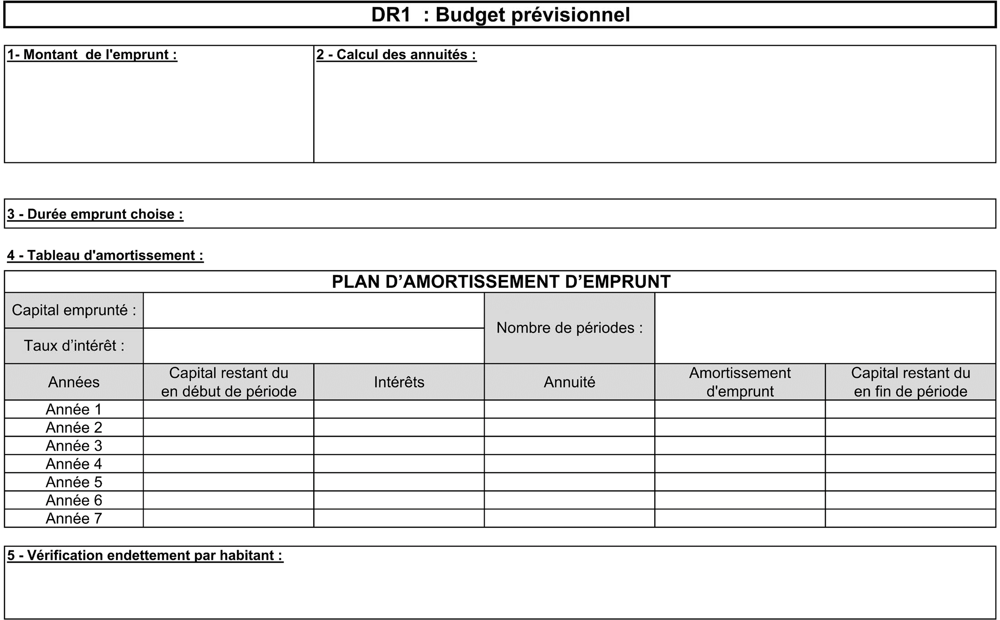 DR1 : Budget prévisionnel
1- Montant de l'emprunt :
2 - Calcul des annuités :
3 - Durée emprunt choise :
4 - Tableau d'amortissement :
PLAN D’AMORTISSEMENT D’EMPRUNT
Capital emprunté :
Nombre de périodes :
Taux d’intérêt :
Années
Capital restant du
en début de période
Intérêts
Annuité
Amortissement
d'emprunt
Capital restant du
en fin de période
Année 1
Année 2
Année 3
Année 4
Année 5
Année 6
Année 7
5 - Vérification endettement par habitant :